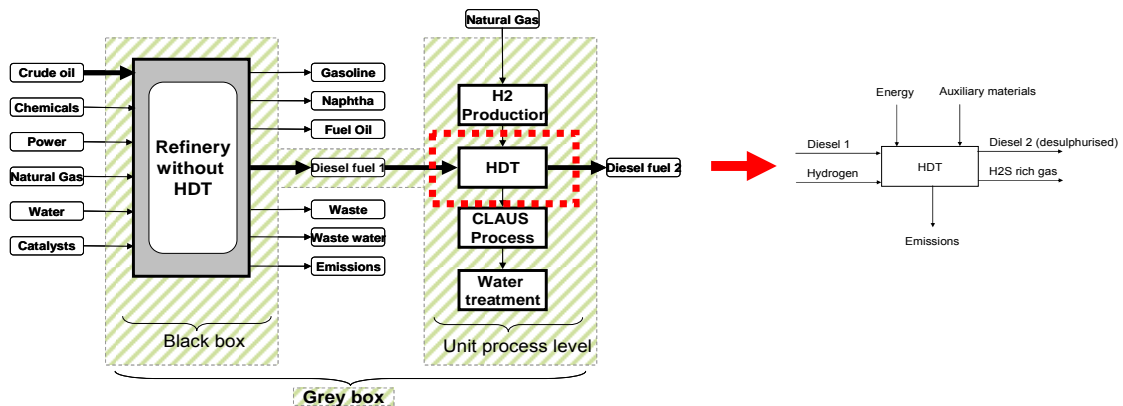 Natural Gas
Crude oil
Chemicals
Power
Natural Gas
Water
Catalysts
Refinery
without
HDT
Black box
Gasoline
Naphtha
Fuel Oil
Diesel fuel 1
Waste
Waste water
Emissions
H2
Production
HDT
CLAUS
Process
Water
treatment
Unit process level
Diesel fuel 2
Grey box
Energy
Auxiliary materials
Diesel 1
Hydrogen
HDT
Diesel 2 (desulphurised)
H2S rich gas
Emissions